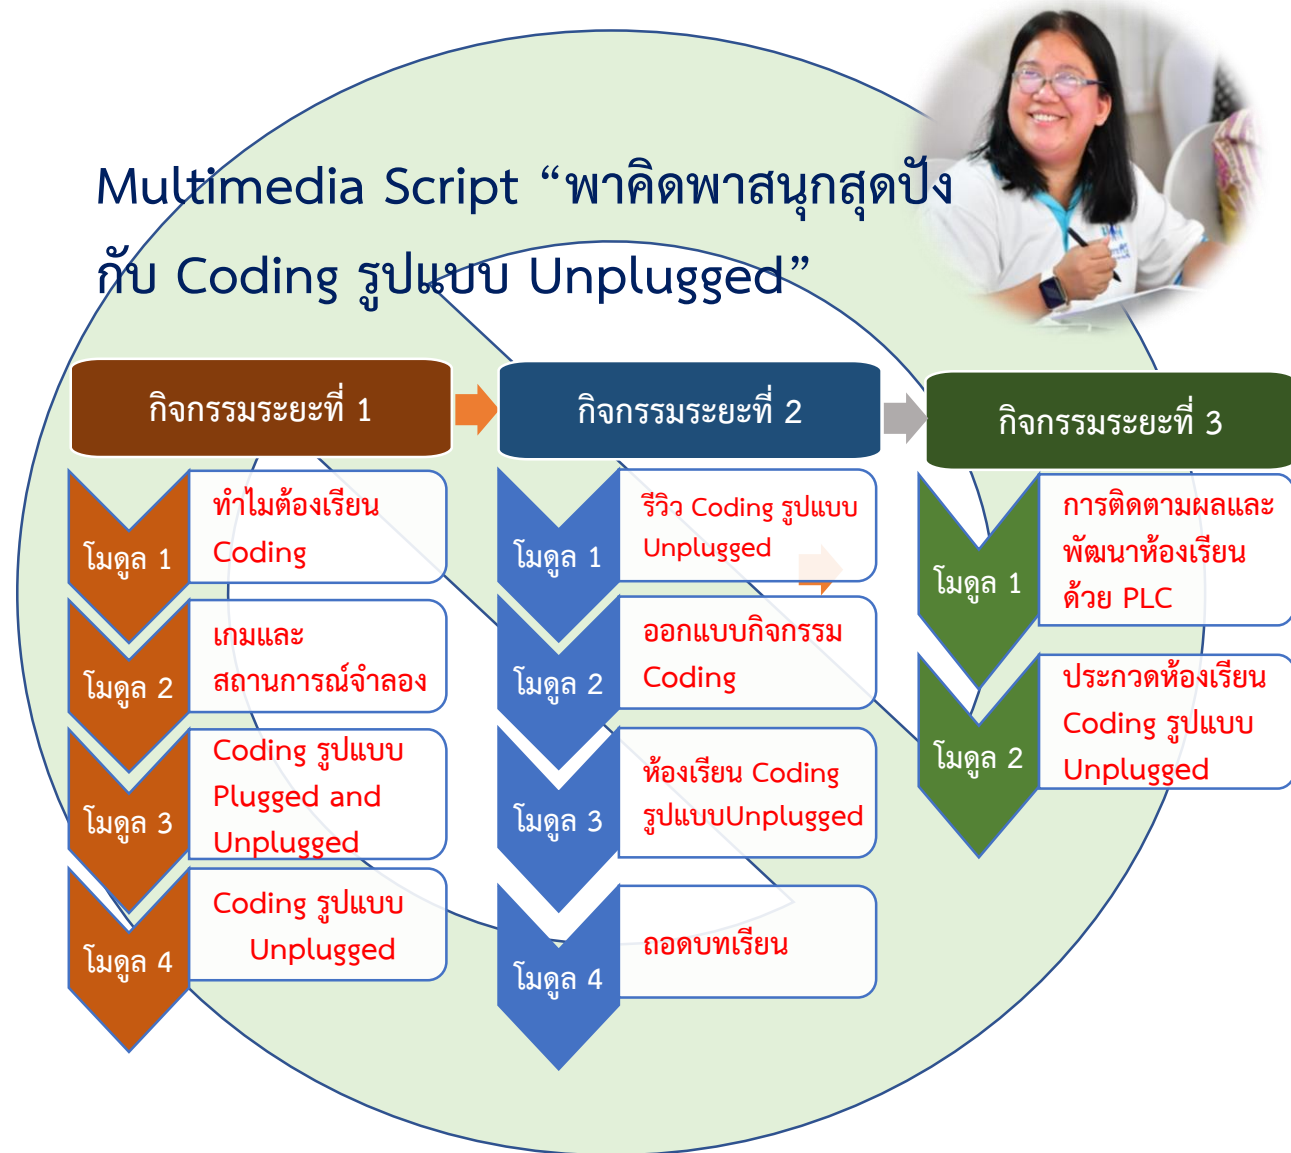 Multimedia Script “พาคิดพาสนุกสุดปัง
กับ Coding รูปแบบ Unplugged”
กิจกรรมระยะที่ 1
โมดูล 1
ทำไมต้องเรียน
Coding
โมดูล 2
เกมและ
สถานการณ์จำลอง
โมดูล 3
Coding รูปแบบ
Plugged and
Unplugged
โมดูล 4
Coding รูปแบบ
Unplugged
กิจกรรมระยะที่ 2
โมดูล 1
รีวิว Coding รูปแบบ
Unplugged
โมดูล 2
ออกแบบกิจกรรม
Coding
โมดูล 3
ห้องเรียน Coding
รูปแบบUnplugged
โมดูล 4
ถอดบทเรียน
กิจกรรมระยะที่ 3
โมดูล 1
การติดตามผลและ
พัฒนาห้องเรียน
ด้วย PLC
โมดูล 2
ประกวดห้องเรียน
Coding รูปแบบ
Unplugged